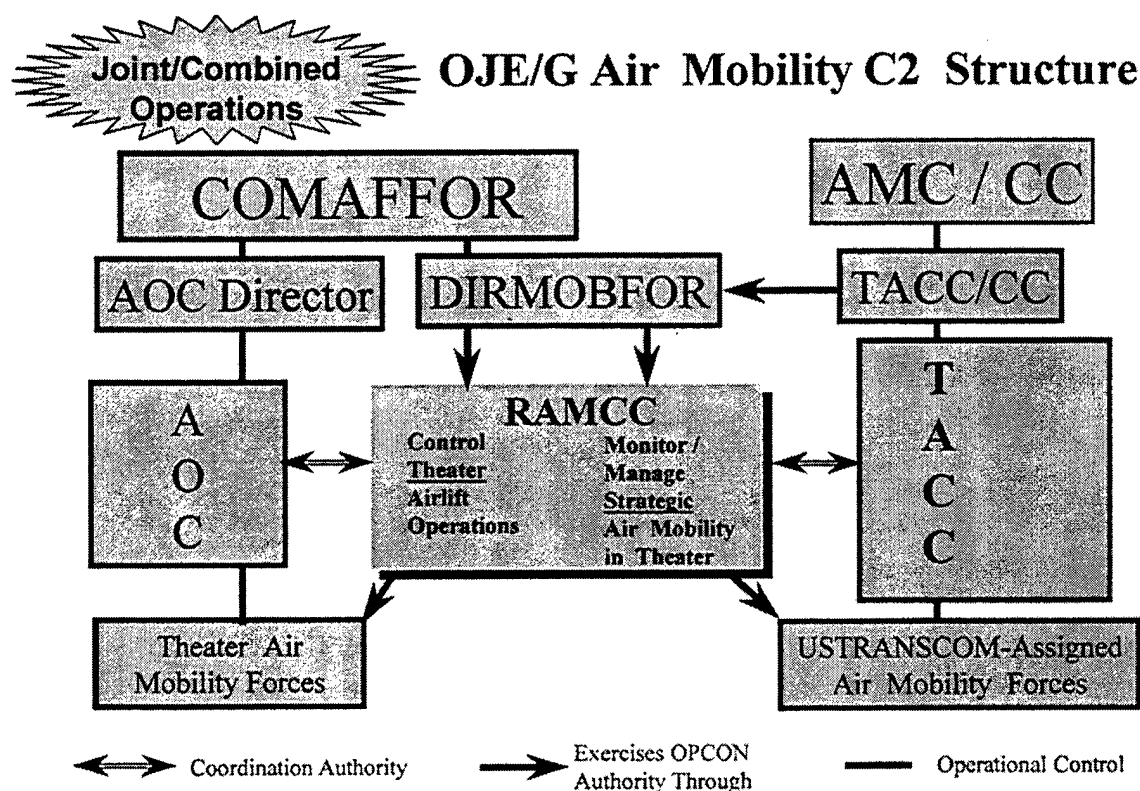 Joint/Combined
Operations
OJE/G Air Mobility C2 Structure
COMAFFOR
AMC / CC
AOC Director
DIRMOBFOR
TACC/CC
A
O
C
RAMCC
Control
Theater
Airlift
Operations
Monitor /
Manage
Strategic
Air Mobility
in Theater
T
A
C
C
Theater Air
Mobility Forces
USTRANSCOM-Assigned
Air Mobility Forces
Coordination Authority
Exercises OPCON
Authority Through
Operational Control